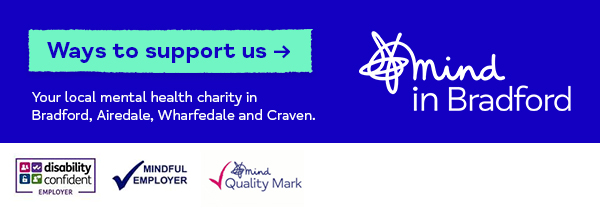 Ways to support us →
mind
in Bradford
Your local mental health charity in
Bradford, Airedale, Wharfedale and Craven.
disability
confident
EMPLOYER
MINDFUL
EMPLOYER
mind
Quality Mark